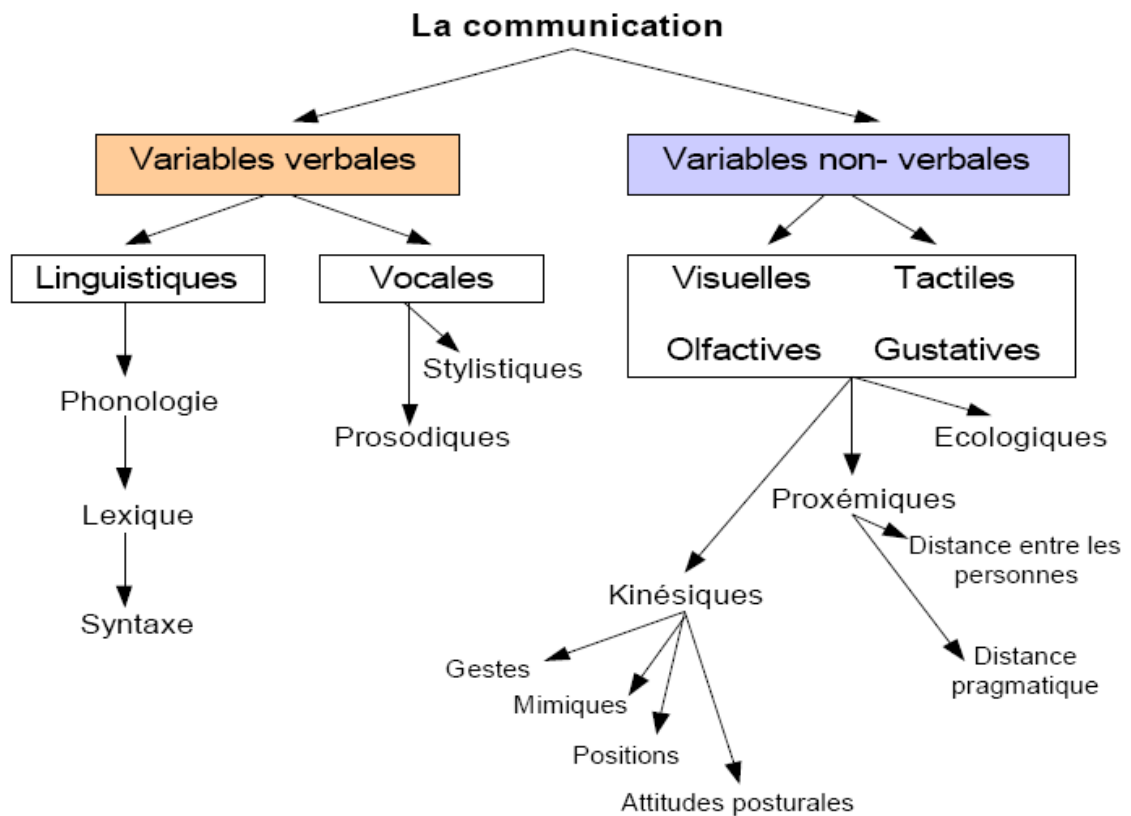 La communication
Variables verbales
Variables non- verbales
Linguistiques
Vocales
Visuelles
Tactiles
Olfactives
Gustatives
Stylistiques
Phonologie
Prosodiques
Ecologiques
Proxémiques
Lexique
Distance entre les
personnes
Kinésiques
Syntaxe
Gestes
Distance
pragmatique
Mimiques
Positions
Attitudes posturales